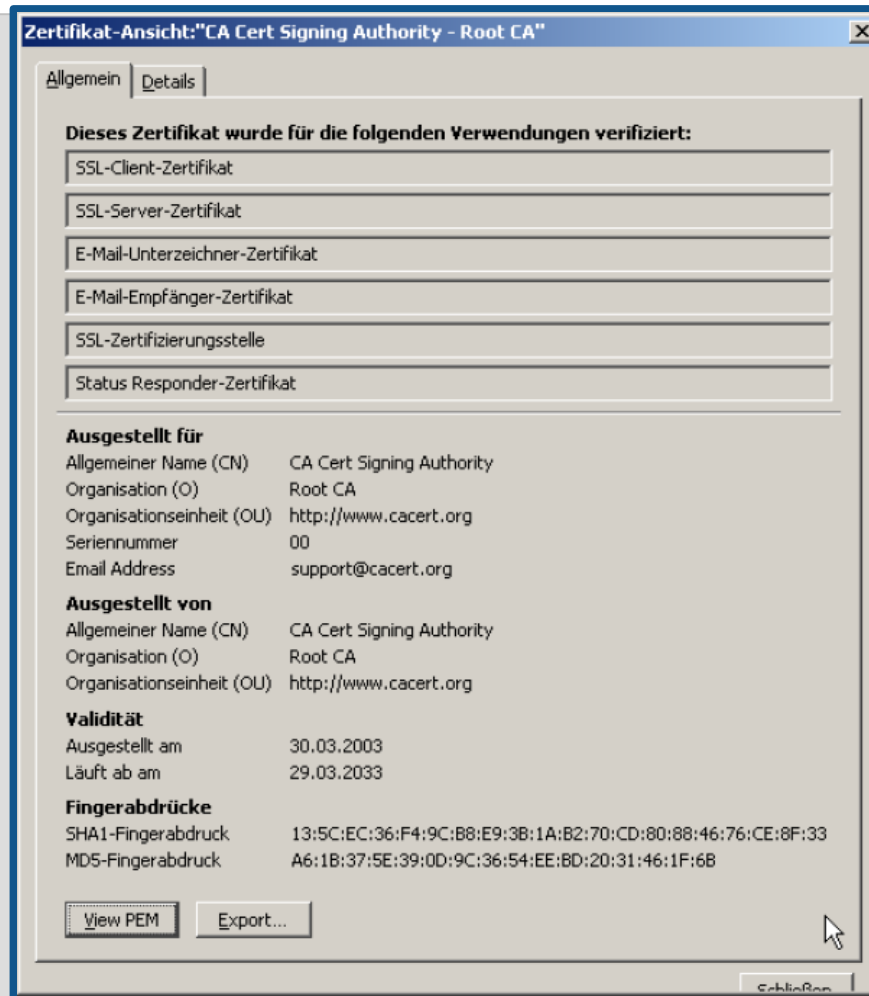 Zertifikat-Ansicht:"CA Cert Signing Authority - Root CA"
Allgemein Details
Dieses Zertifikat wurde für die folgenden Verwendungen verifiziert:
SSL-Client-Zertifikat
SSL-Server-Zertifikat
E-Mail-Unterzeichner-Zertifikat
E-Mail-Empfänger-Zertifikat
SSL-Zertifizierungsstelle
Status Responder-Zertifikat
Ausgestellt für
Allgemeiner Name (CN) CA Cert Signing Authority
Organisation (O) Root CA
Organisationseinheit (OU) http://www.cacert.org
Seriennummer 00
Email Address support@cacert.org
Ausgestellt von
Allgemeiner Name (CN) CA Cert Signing Authority
Organisation (O) Root CA
Organisationseinheit (OU) http://www.cacert.org
Validität
Ausgestellt am 30.03.2003
Läuft ab am 29.03.2033
Fingerabdrücke
SHA1-Fingerabdruck 13:5C:EC:36:F4:9C:B8:E9:3B:1A:B2:70:CD:80:88:46:76:CE:8F:33
MD5-Fingerabdruck A6:1B:37:5E:39:0D:9C:36:54:EE:BD:20:31:46:1F:6B
View PEM Export...
Schließen